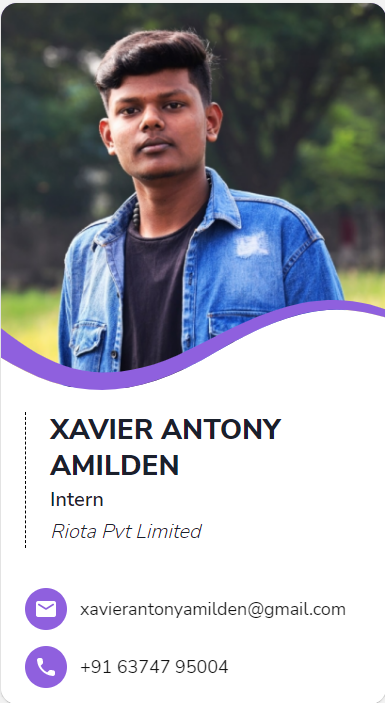 XAVIER ANTONY
AMILDEN
Intern
Riota Pvt Limited
xavierantonyamilden@gmail.com
+91 63747 95004